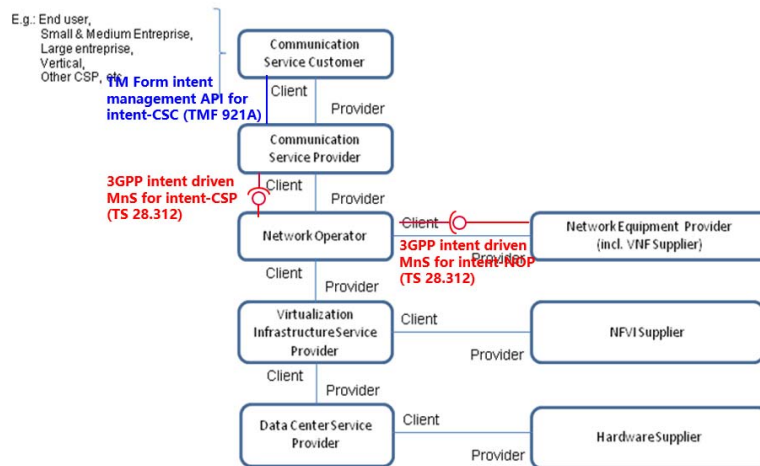 E.g.: End user,
Small & Medium Entreprise,
Large entreprise,
Vertical,
Other CSP, etc
Communication
Service Customer
TM Form intent
management API for
intent-CSC (TMF 921A)
Client
Provider
Communication
Service Provider
3GPP intent driven
MnS for intent-CSP
(TS 28.312)
Client
Provider
Network Operator
Client
Network Equipment Provider
(incl. VNF Supplier)
3GPP intent driven
MnS for intent-NOP
(TS 28.312)
Provider
Client
Provider
Virtualization
Infrastructure Service
Provider
Client
Provider
NFVI Supplier
Client
Provider
Data Center Service
Provider
Client
Provider
Hardware Supplier